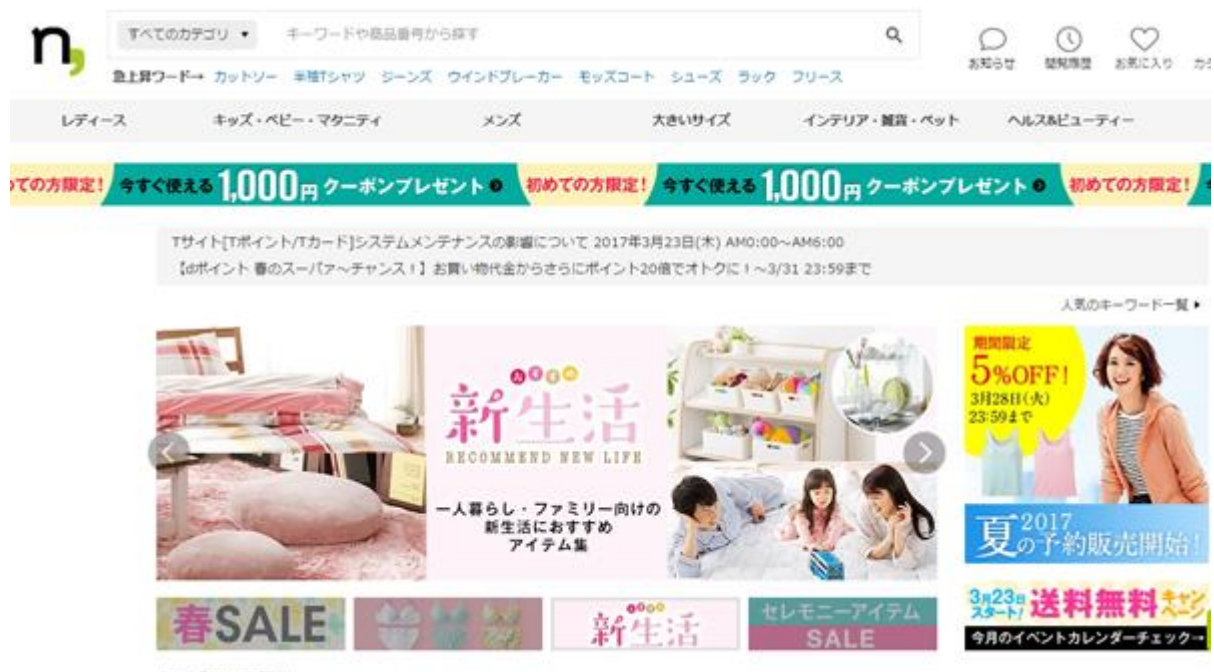 n,
すべてのカテゴリ ▼ キーワードや商品番号から探す
お知らせ 閲覧履歴 お気に入り カタ
急上昇ワード→ カットソー 半袖Tシャツ ジーンズ ウインドブレーカー モッズコート シューズ ラック フリース
レディース キッズ・ベビー・マタニティ メンズ 大きいサイズ インテリア・雑貨・ペット ヘルス&ビューティー
めての方限定! 今すぐ使える 1,000円 クーポンプレゼント 初めての方限定! 今すぐ使える 1,000円 クーポンプレゼント 初めての方限定!
Tサイト[Tポイント/Tカード]システムメンテナンスの影響について 2017年3月23日(木) AM0:00～AM6:00
【dポイント 春のスーパァ～チャンス!】お買い物代金からさらにポイント20倍でオトクに!～3/31 23:59まで
人気のキーワード一覧 ▶
おすすめ
新生活
RECOMMEND NEW LIFE
一人暮らし・ファミリー向けの
新生活におすすめ
アイテム集
期間限定
5%OFF!
3月28日(火)
23:59まで
夏2017の予約販売開始!
春SALE
おすすめ
新生活
セレモニーアイテム
SALE
3月23日スタート! 送料無料キャンペーン
今月のイベントカレンダーチェック→